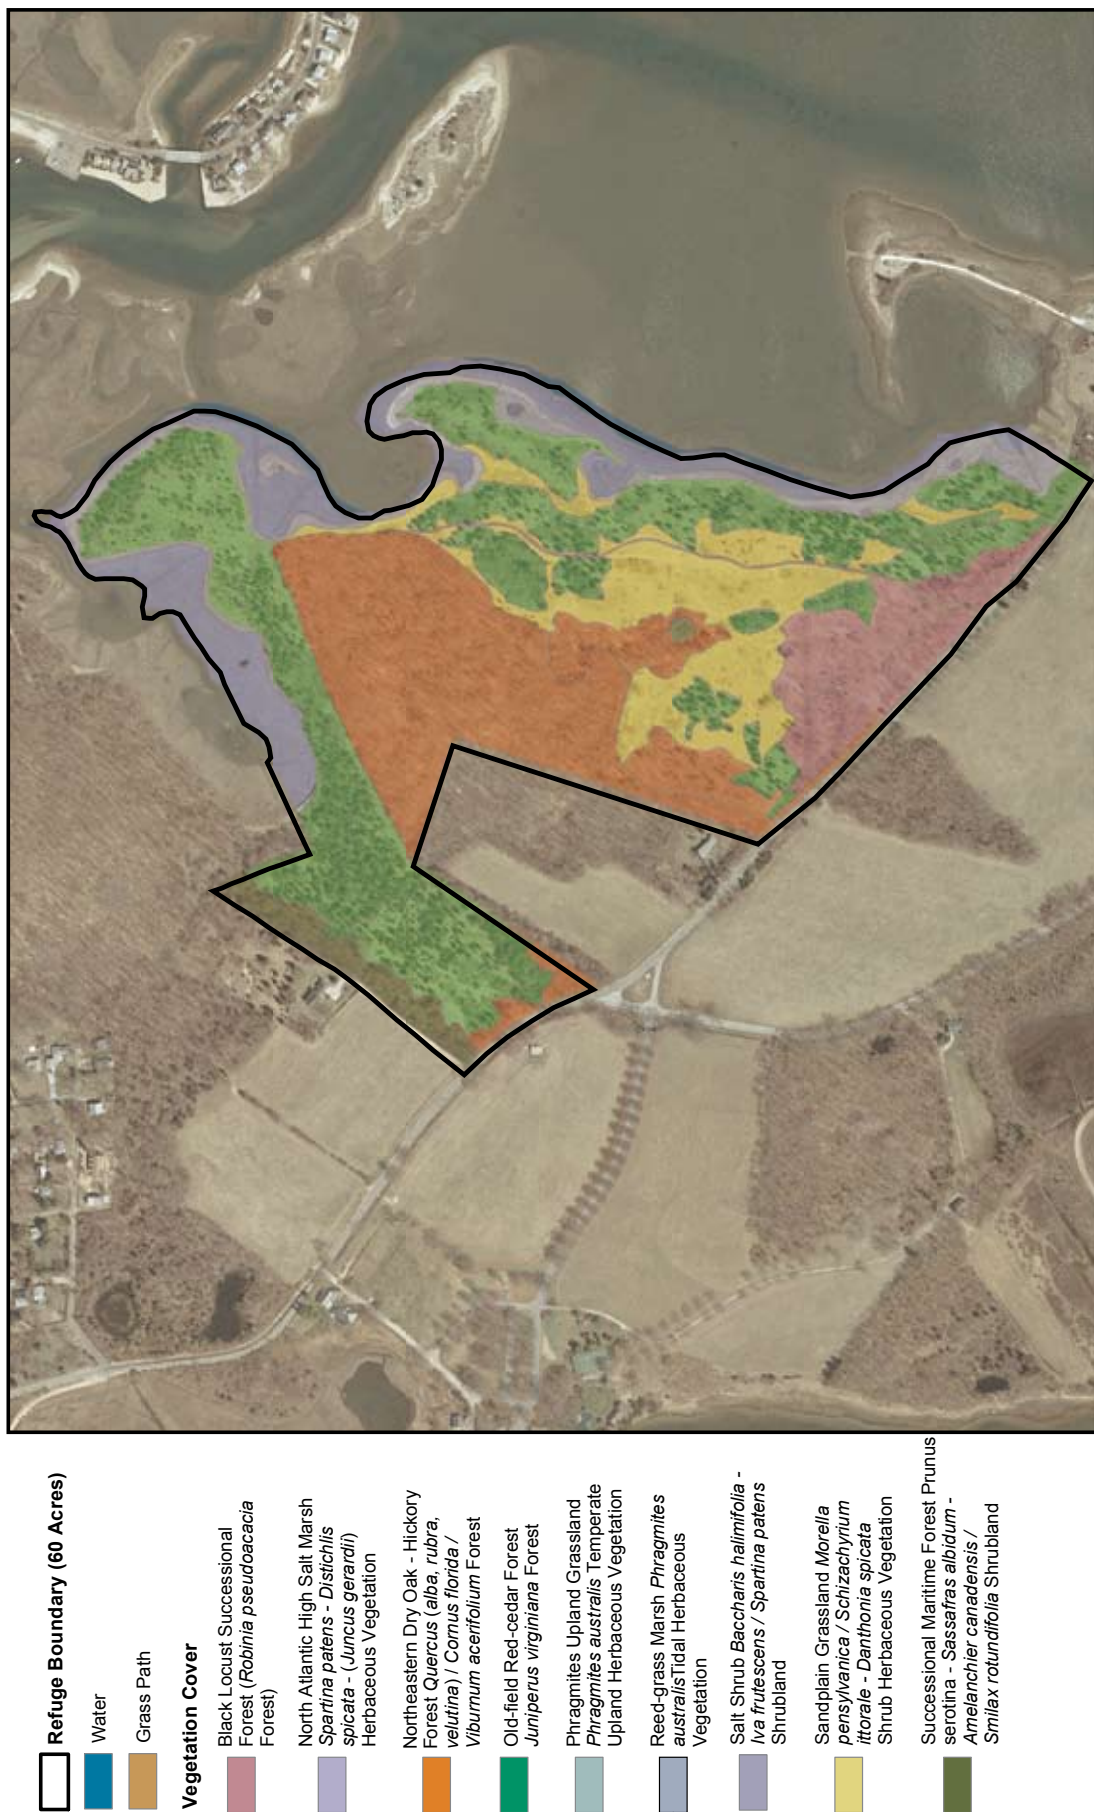 Refuge Boundary (60 Acres)
Water
Grass Path
Vegetation Cover
Black Locust Successional
Forest (Robinia pseudoacacia
Forest)
North Atlantic High Salt Marsh
Spartina patens - Distichlis
spicata - (Juncus gerardii)
Herbaceous Vegetation
Northeastern Dry Oak - Hickory
Forest Quercus (alba, rubra,
velutina) / Cornus florida /
Viburnum acerifolium Forest
Old-field Red-cedar Forest
Juniperus virginiana Forest
Phragmites Upland Grassland
Phragmites australis Temperate
Upland Herbaceous Vegetation
Reed-grass Marsh Phragmites
australisTidal Herbaceous
Vegetation
Salt Shrub Baccharis halimifolia -
Iva frutescens / Spartina patens
Shrubland
Sandplain Grassland Morella
pensylvanica / Schizachyrium
ittorale - Danthonia spicata
Shrub Herbaceous Vegetation
Successional Maritime Forest Prunus
serotina - Sassafras albidum -
Amelanchier canadensis /
Smilax rotundifolia Shrubland